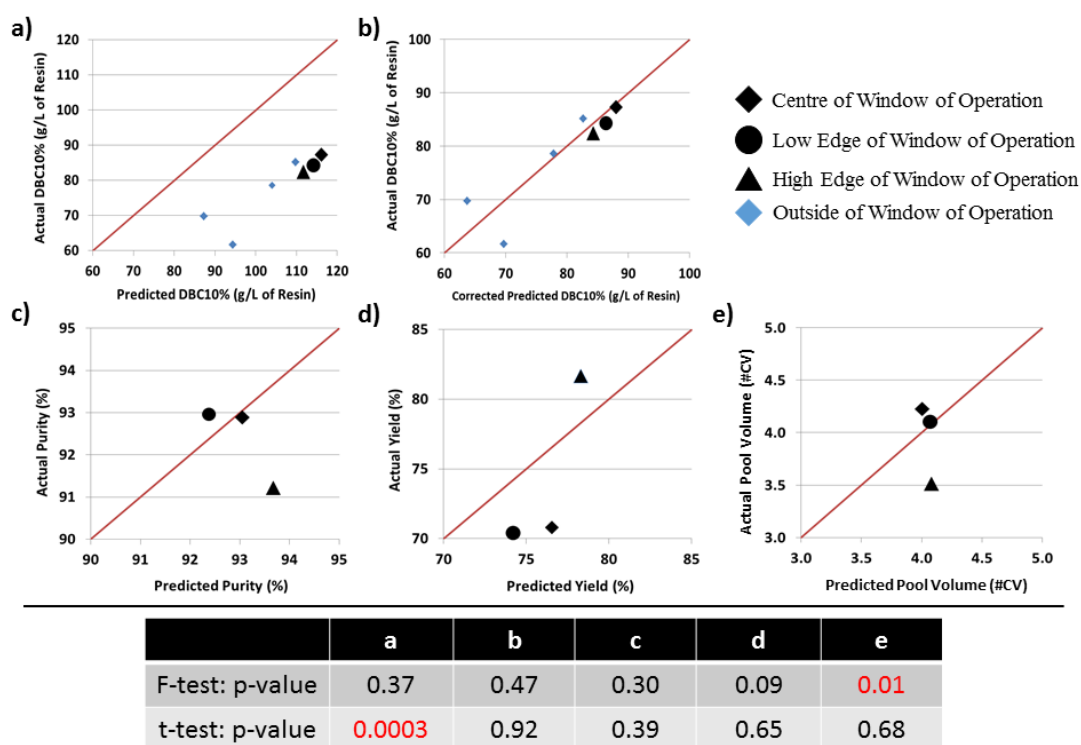 a)
120
110
100
90
80
70
60
60 70 80 90 100 110 120
Actual DBC10% (g/L of Resin)
Predicted DBC10% (g/L of Resin)
b)
100
90
80
70
60
60 70 80 90 100
Actual DBC10% (g/L of Resin)
Corrected Predicted DBC10% (g/L of Resin)
Centre of Window of Operation
Low Edge of Window of Operation
High Edge of Window of Operation
Outside of Window of Operation
c)
95
94
93
92
91
90
90 91 92 93 94 95
Actual Purity (%)
Predicted Purity (%)
d)
85
80
75
70
70 75 80 85
Actual Yield (%)
Predicted Yield (%)
e)
5.0
4.5
4.0
3.5
3.0
3.0 3.5 4.0 4.5 5.0
Actual Pool Volume (#CV)
Predicted Pool Volume (#CV)
a b c d e
F-test: p-value 0.37 0.47 0.30 0.09 0.01
t-test: p-value 0.0003 0.92 0.39 0.65 0.68